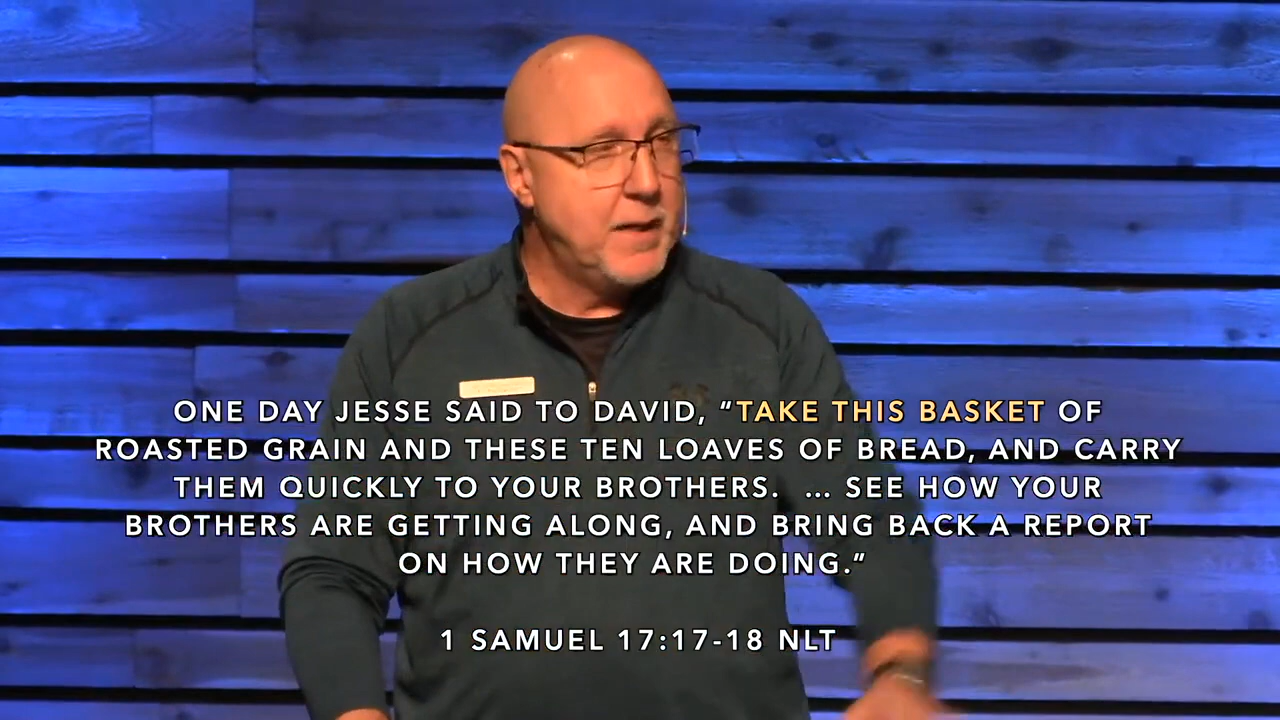 ONE DAY JESSE SAID TO DAVID, “TAKE THIS BASKET OF
ROASTED GRAIN AND THESE TEN LOAVES OF BREAD, AND CARRY
THEM QUICKLY TO YOUR BROTHERS.  … SEE HOW YOUR
BROTHERS ARE GETTING ALONG, AND BRING BACK A REPORT
ON HOW THEY ARE DOING.”
1 SAMUEL 17:17-18 NLT